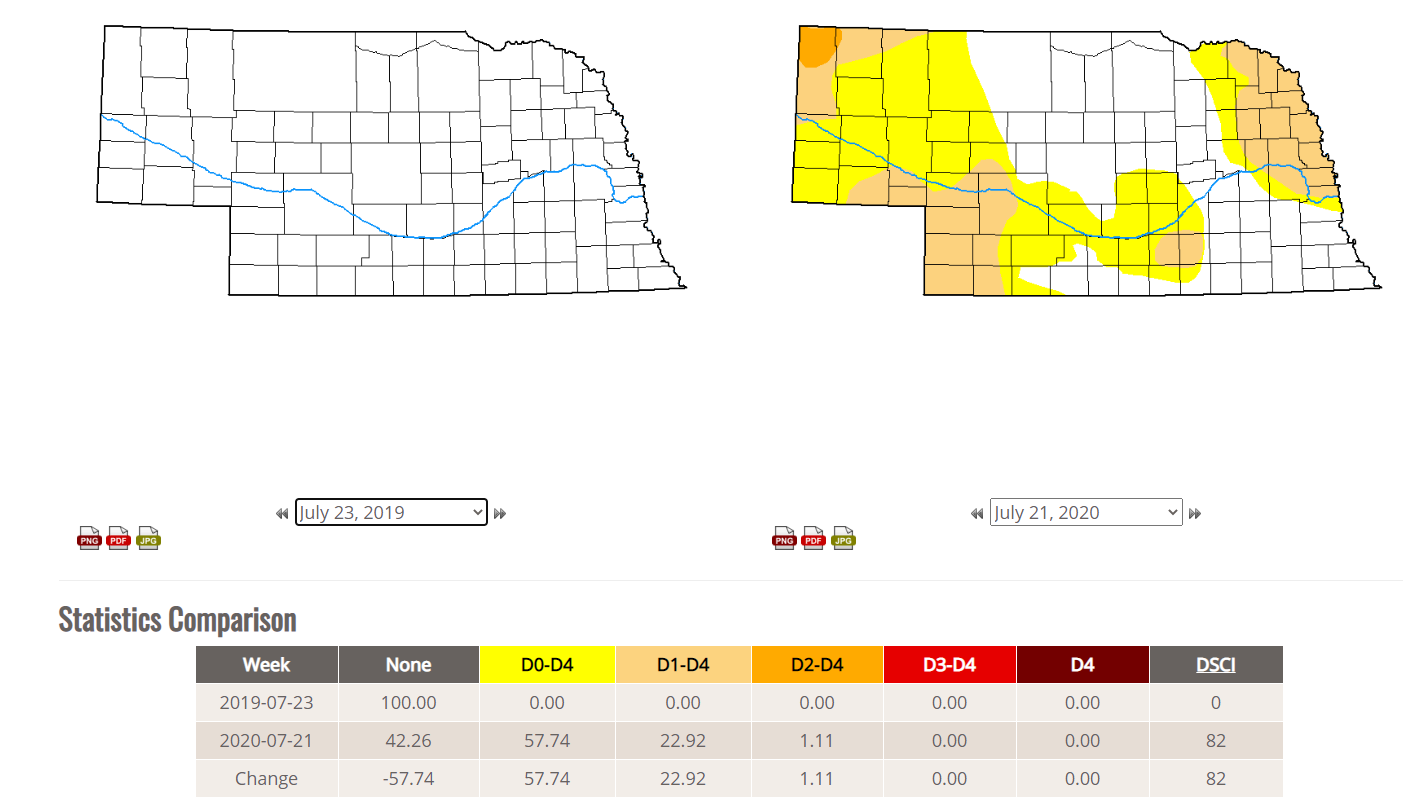 July 23, 2019 July 21, 2020
PNG PDF JPG PNG PDF JPG
Statistics Comparison
Week None D0-D4 D1-D4 D2-D4 D3-D4 D4 DSCI
2019-07-23 100.00 0.00 0.00 0.00 0.00 0.00 0
2020-07-21 42.26 57.74 22.92 1.11 0.00 0.00 82
Change -57.74 57.74 22.92 1.11 0.00 0.00 82